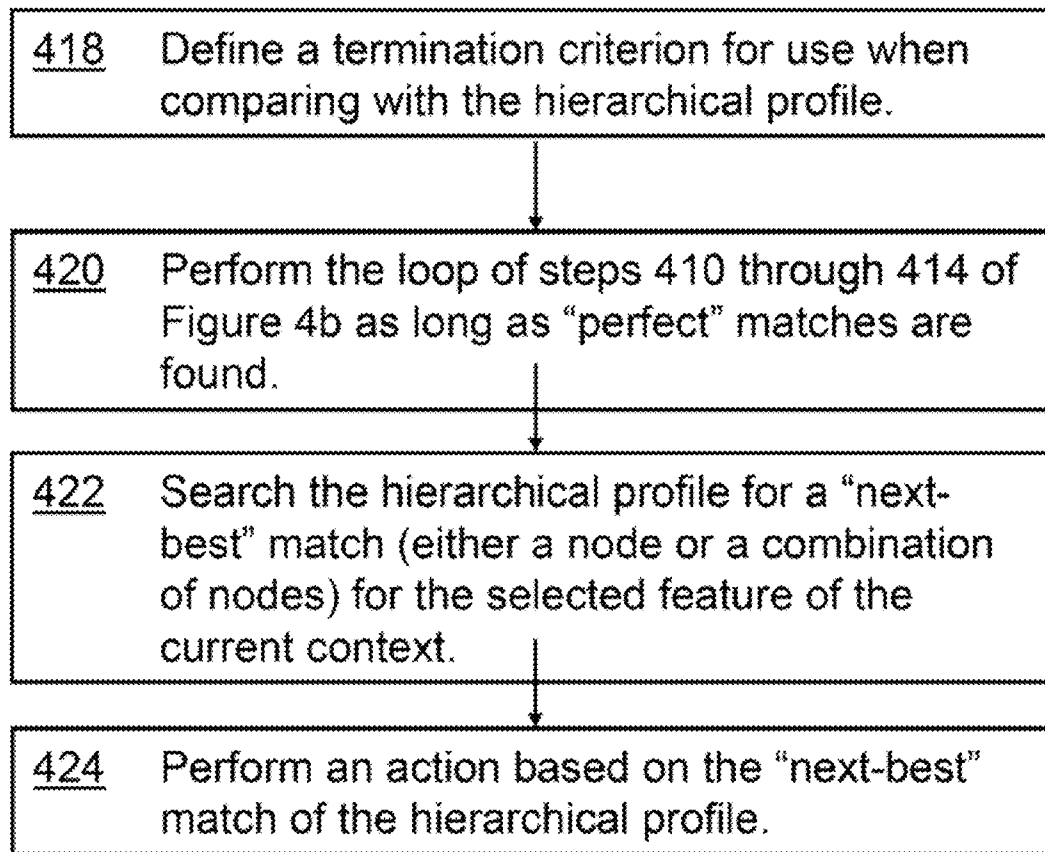 418 Define a termination criterion for use when
comparing with the hierarchical profile.
420 Perform the loop of steps 410 through 414 of
Figure 4b as long as “perfect” matches are
found.
422 Search the hierarchical profile for a “next-
best” match (either a node or a combination
of nodes) for the selected feature of the
current context.
424 Perform an action based on the “next-best”
match of the hierarchical profile.